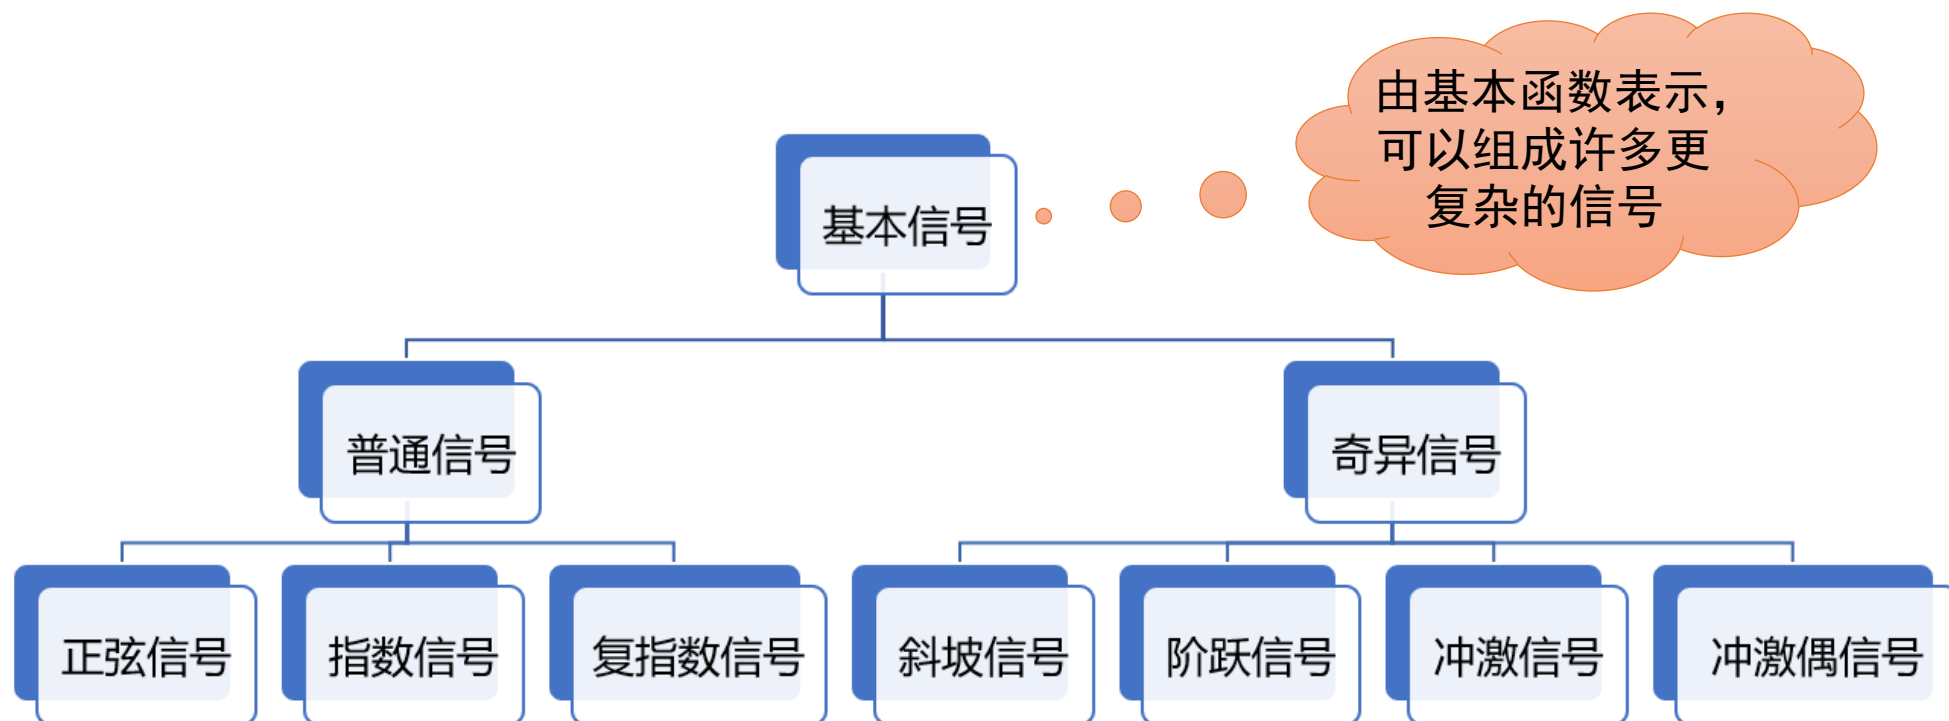 由基本函数表示，
可以组成许多更
复杂的信号
基本信号
普通信号
奇异信号
正弦信号
指数信号
复指数信号
斜坡信号
阶跃信号
冲激信号
冲激偶信号